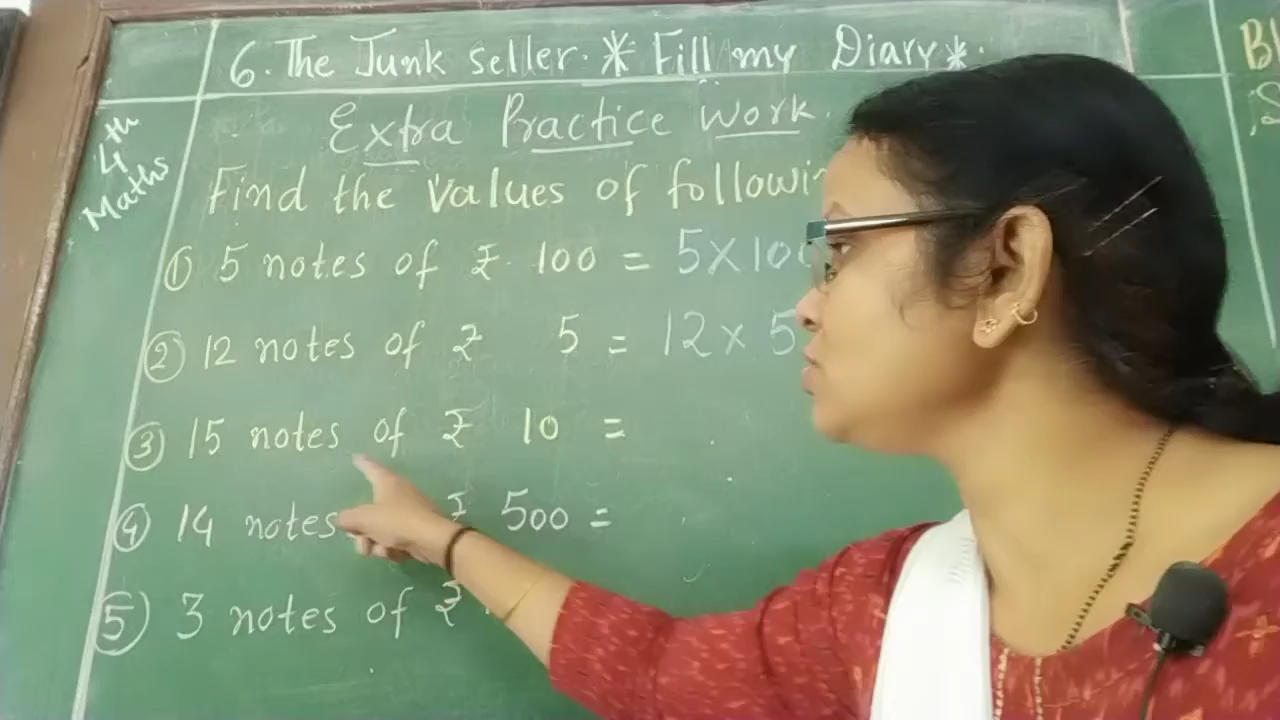 6. The Junk seller. * Fill my Diary *.
4th
Maths
Extra Practice Work.
Find the values of
① 5 notes of ₹. 100 = 5 X 100
② 12 notes of ₹ 5 = 12 x 5
③ 15 notes of ₹ 10 =
④ 14 notes ₹ 500 =
⑤ 3 notes of ₹